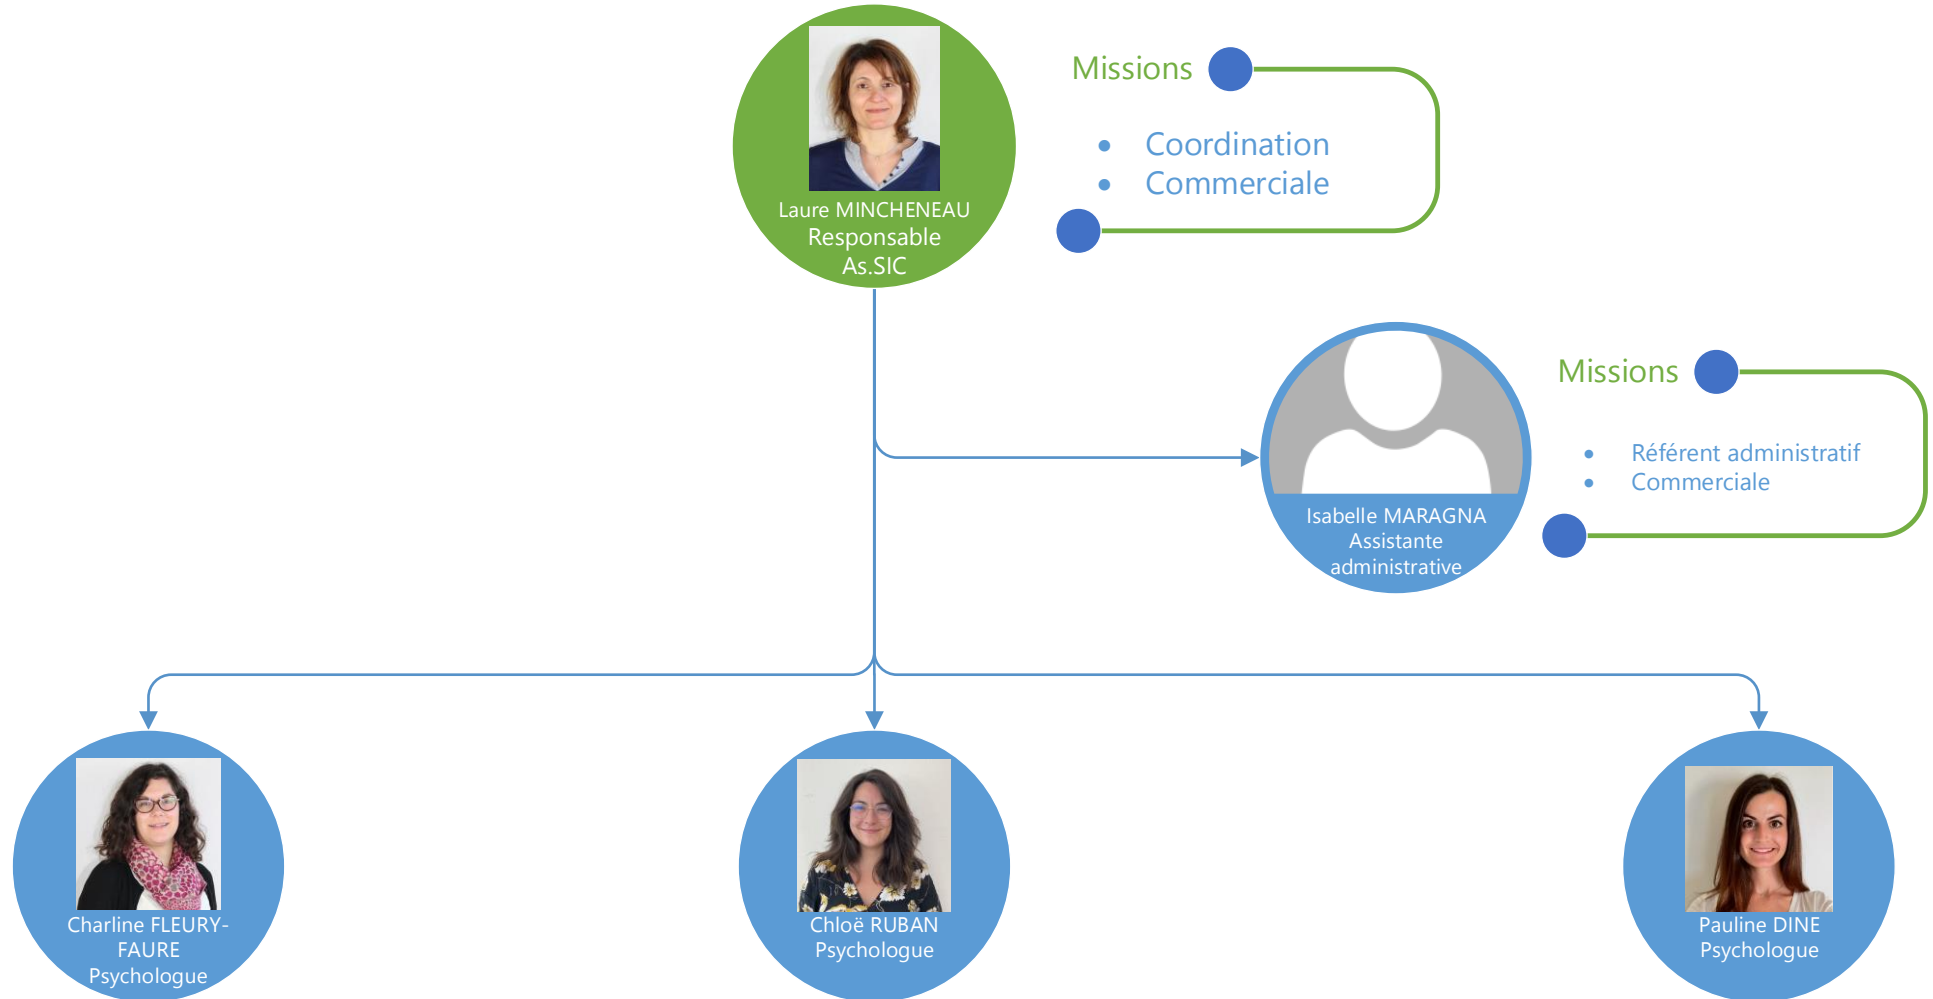 Missions
• Coordination
• Commerciale
Laure MINCHENEAU
Responsable
As.SIC
Missions
• Référent administratif
• Commerciale
Isabelle MARAGNA
Assistante
administrative
Charline FLEURY-
FAURE
Psychologue
Chloë RUBAN
Psychologue
Pauline DINE
Psychologue